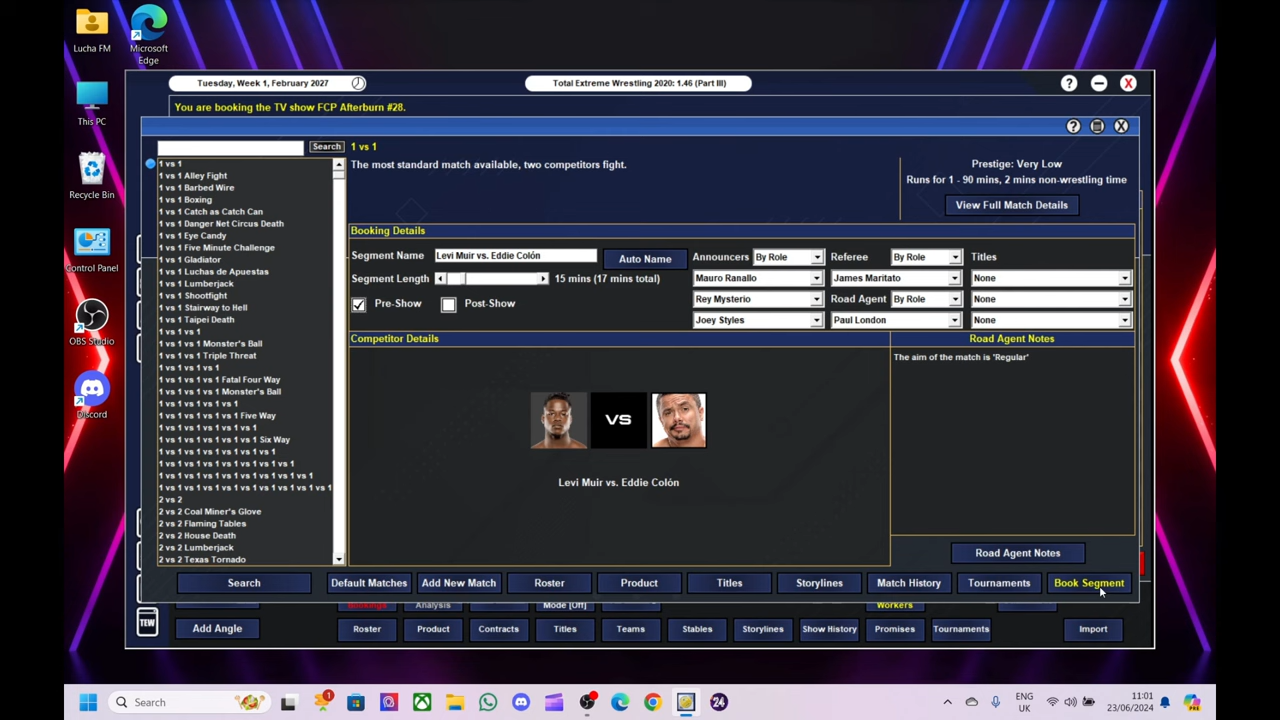 Lucha FM
Microsoft
Edge
This PC
Recycle Bin
Control Panel
OBS Studio
Discord
Tuesday, Week 1, February 2027
Total Extreme Wrestling 2020: 1.46 (Part III)
?
X
You are booking the TV show FCP Afterburn #28.
?
X
Search
1 vs 1
1 vs 1
1 vs 1 Alley Fight
1 vs 1 Barbed Wire
1 vs 1 Boxing
1 vs 1 Catch as Catch Can
1 vs 1 Danger Net Circus Death
1 vs 1 Eye Candy
1 vs 1 Five Minute Challenge
1 vs 1 Gladiator
1 vs 1 Luchas de Apuestas
1 vs 1 Lumberjack
1 vs 1 Shootfight
1 vs 1 Stairway to Hell
1 vs 1 Taipei Death
1 vs 1 vs 1
1 vs 1 vs 1 Monster's Ball
1 vs 1 vs 1 Triple Threat
1 vs 1 vs 1 vs 1
1 vs 1 vs 1 vs 1 Fatal Four Way
1 vs 1 vs 1 vs 1 Monster's Ball
1 vs 1 vs 1 vs 1 vs 1
1 vs 1 vs 1 vs 1 vs 1 Five Way
1 vs 1 vs 1 vs 1 vs 1 vs 1
1 vs 1 vs 1 vs 1 vs 1 vs 1 Six Way
1 vs 1 vs 1 vs 1 vs 1 vs 1 vs 1
1 vs 1 vs 1 vs 1 vs 1 vs 1 vs 1 vs 1
1 vs 1 vs 1 vs 1 vs 1 vs 1 vs 1 vs 1 vs 1
1 vs 1 vs 1 vs 1 vs 1 vs 1 vs 1 vs 1 vs 1 vs 1
2 vs 2
2 vs 2 Coal Miner's Glove
2 vs 2 Flaming Tables
2 vs 2 House Death
2 vs 2 Lumberjack
2 vs 2 Texas Tornado
The most standard match available, two competitors fight.
Prestige: Very Low
Runs for 1 - 90 mins, 2 mins non-wrestling time
View Full Match Details
Booking Details
Segment Name Levi Muir vs. Eddie Colón Auto Name
Segment Length 15 mins (17 mins total)
Pre-Show Post-Show
Announcers By Role Referee By Role Titles
Mauro Ranallo James Maritato None
Rey Mysterio Road Agent By Role None
Joey Styles Paul London None
Competitor Details
VS
Levi Muir vs. Eddie Colón
Road Agent Notes
The aim of the match is 'Regular'
Road Agent Notes
Search Default Matches Add New Match Roster Product Titles Storylines Match History Tournaments Book Segment
Bookings Analysis Mode [Off] Workers
TEW
Add Angle Roster Product Contracts Titles Teams Stables Storylines Show History Promises Tournaments Import
Search
1
24
ENG
UK
11:01
23/06/2024
PRE